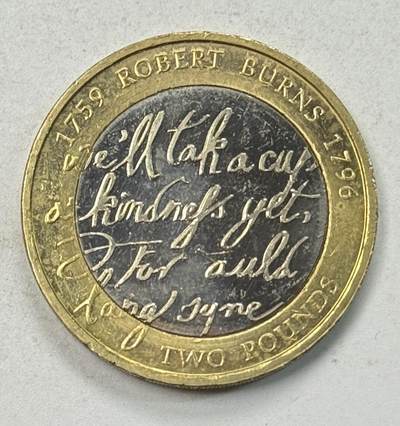 1759 ROBERT BURNS 1796
we'll tak a cup
o' kindness yet,
For auld
lang syne
TWO POUNDS